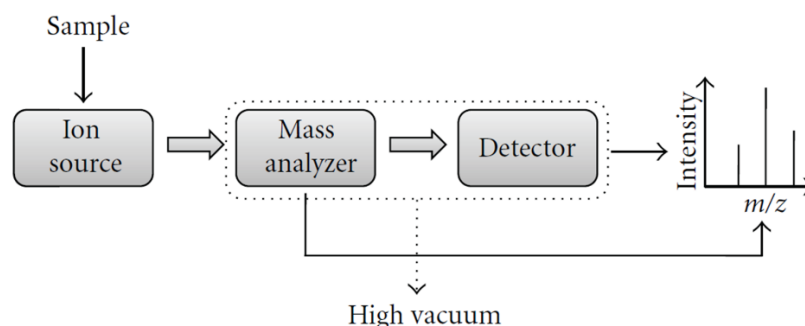 Sample
Ion
source
Mass
analyzer
Detector
Intensity
m/z
High vacuum